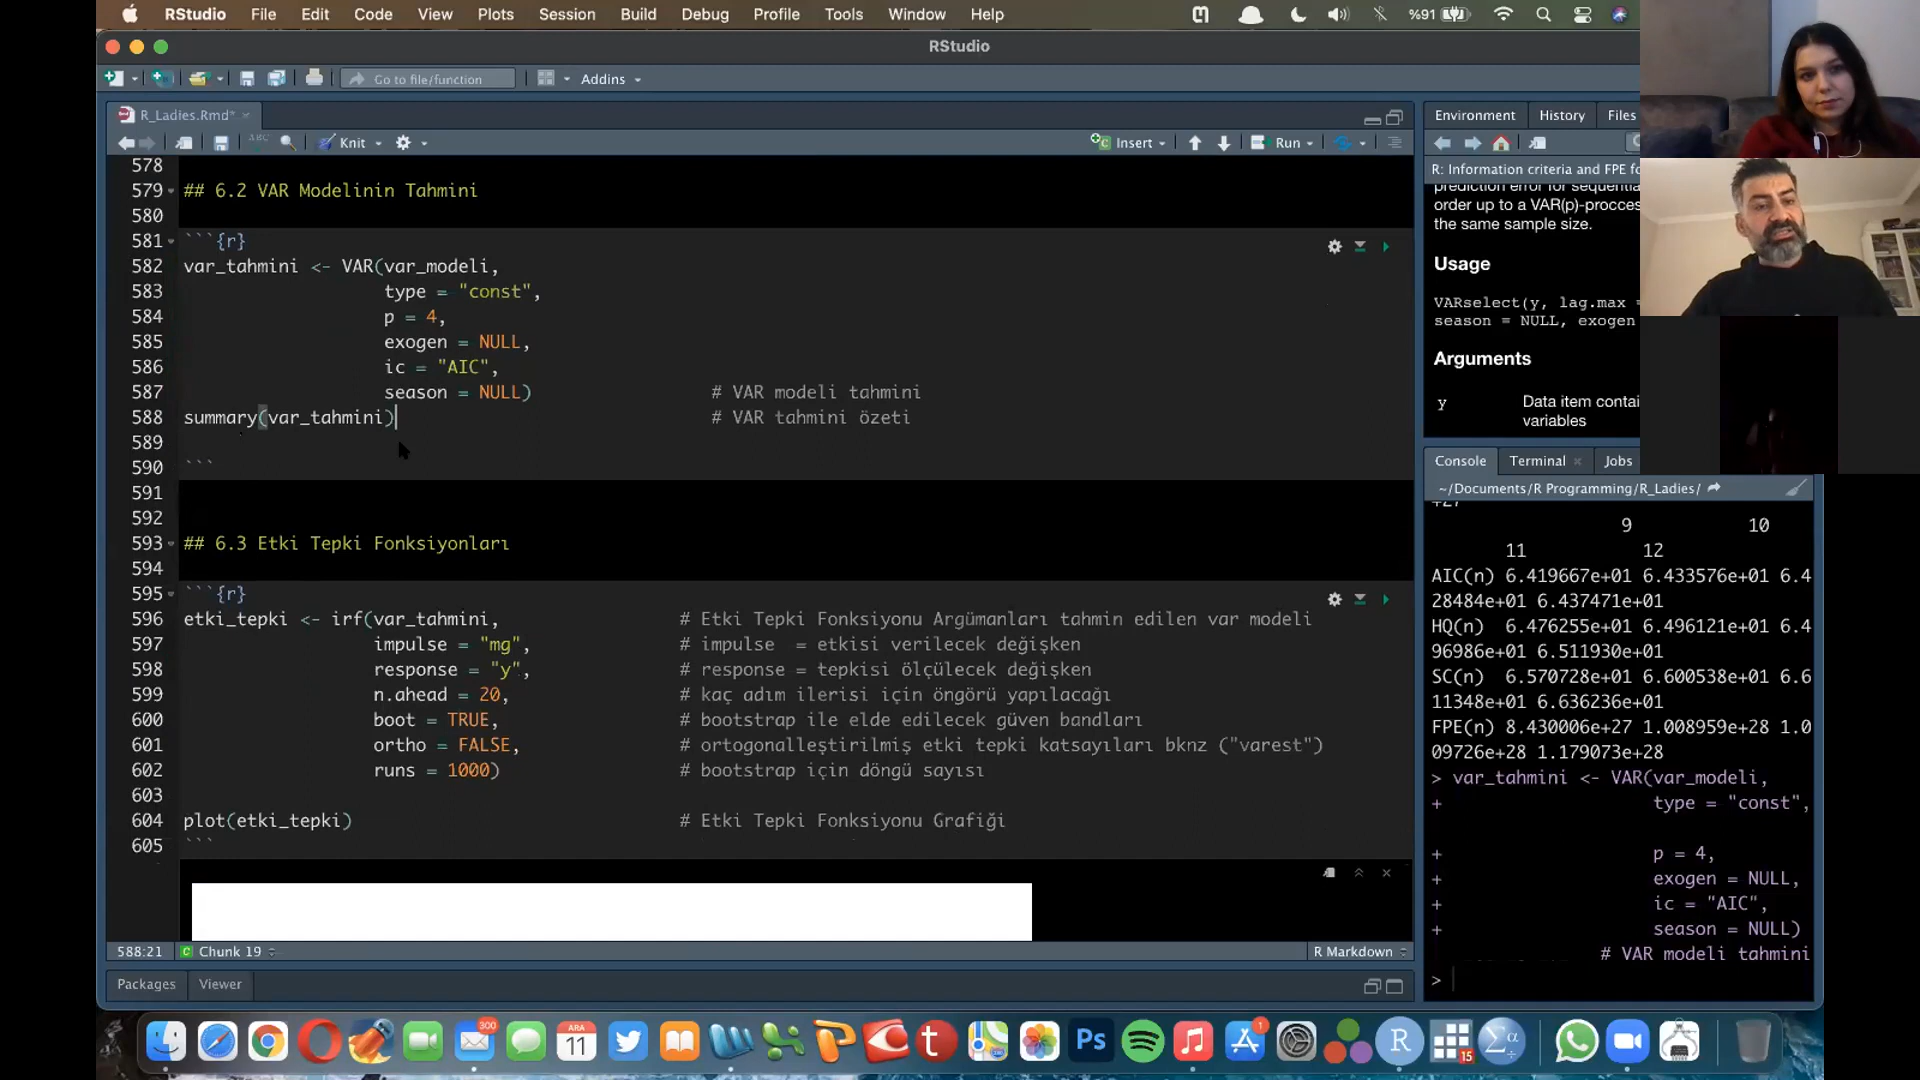 RStudio File Edit Code View Plots Session Build Debug Profile Tools Window Help %91
RStudio
Go to file/function Addins
R_Ladies.Rmd*
Knit Insert Run
578
579 ## 6.2 VAR Modelinin Tahmini
580
581 ```{r}
582 var_tahmini <- VAR(var_modeli,
583 type = "const",
584 p = 4,
585 exogen = NULL,
586 ic = "AIC",
587 season = NULL) # VAR modeli tahmini
588 summary(var_tahmini) # VAR tahmini özeti
589
590 ```
591
592
593 ## 6.3 Etki Tepki Fonksiyonları
594
595 ```{r}
596 etki_tepki <- irf(var_tahmini, # Etki Tepki Fonksiyonu Argümanları tahmin edilen var modeli
597 impulse = "mg", # impulse = etkisi verilecek değişken
598 response = "y", # response = tepkisi ölçülecek değişken
599 n.ahead = 20, # kaç adım ilerisi için öngörü yapılacağı
600 boot = TRUE, # bootstrap ile elde edilecek güven bandları
601 ortho = FALSE, # ortogonalleştirilmiş etki tepki katsayıları bknz ("varest")
602 runs = 1000) # bootstrap için döngü sayısı
603
604 plot(etki_tepki) # Etki Tepki Fonksiyonu Grafiği
605 ```
588:21 Chunk 19 R Markdown
Packages Viewer
Environment History Files
R: Information criteria and FPE fo
prediction error for sequential
order up to a VAR(p)-procces
the same sample size.
Usage
VARselect(y, lag.max =
season = NULL, exogen
Arguments
y Data item contai
variables
Console Terminal Jobs
~/Documents/R Programming/R_Ladies/
+27
9 10
11 12
AIC(n) 6.419667e+01 6.433576e+01 6.4
28484e+01 6.437471e+01
HQ(n) 6.476255e+01 6.496121e+01 6.4
96986e+01 6.511930e+01
SC(n) 6.570728e+01 6.600538e+01 6.6
11348e+01 6.636236e+01
FPE(n) 8.430006e+27 1.008959e+28 1.0
09726e+28 1.179073e+28
> var_tahmini <- VAR(var_modeli,
+ type = "const",
+ p = 4,
+ exogen = NULL,
+ ic = "AIC",
+ season = NULL)
# VAR modeli tahmini
>
300 ARA 11 t Ps 1 R 15 Σα